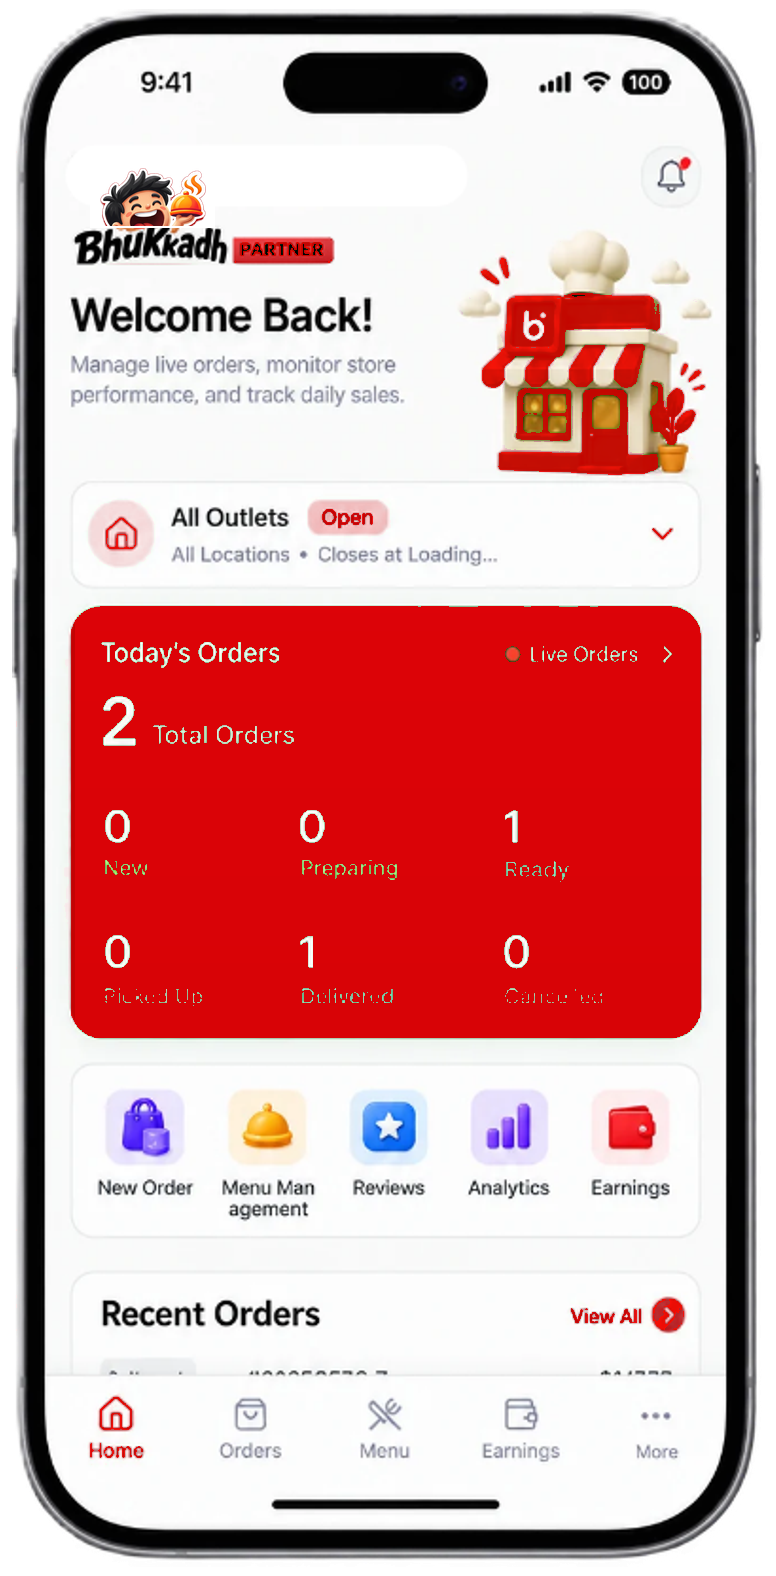 9:41
100
BhuKkadh PARTNER
Welcome Back!
Manage live orders, monitor store
performance, and track daily sales.
b
All Outlets Open
All Locations • Closes at Loading...
Today's Orders
Live Orders
2 Total Orders
0 0 1
New Preparing Ready
0 1 0
Picked Up Delivered Cancelled
New Order Menu Man Reviews Analytics Earnings
agement
Recent Orders View All
Home Orders Menu Earnings More